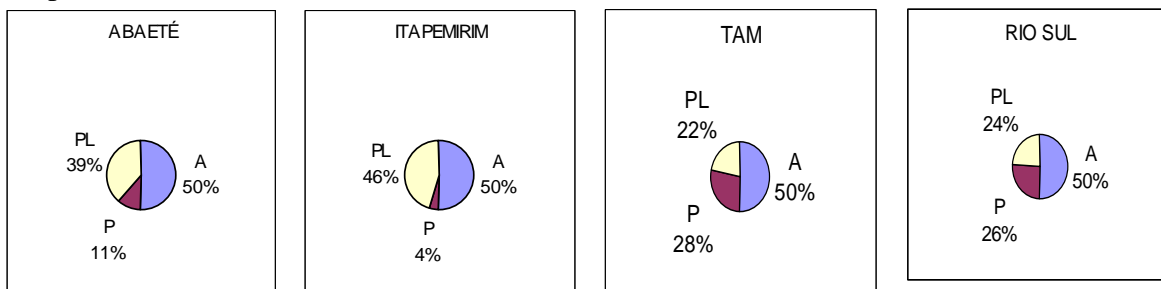 ABAETÉ
PL
39%
A
50%
P
11%
ITAPEMIRIM
PL
46%
A
50%
P
4%
TAM
PL
22%
A
50%
P
28%
RIO SUL
PL
24%
A
50%
P
26%